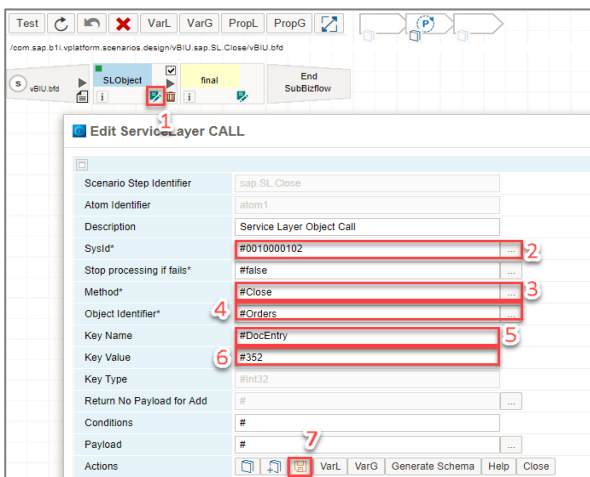 Test VarL VarG PropL PropG P
/com.sap.b1i.vplatform.scenarios.design/vBIU.sap.SL.Close/vBIU.bfd
S vBIU.bfd SLObject i final i End
SubBizflow
1
Edit ServiceLayer CALL
Scenario Step Identifier sap.SL.Close
Atom Identifier atom1
Description Service Layer Object Call
SysId* #0010000102 ... 2
Stop processing if fails* #false ...
Method* #Close ... 3
Object Identifier* 4 #Orders ...
Key Name #DocEntry 5
Key Value 6 #352
Key Type #int32
Return No Payload for Add # ...
Conditions #
Payload # ...
7
Actions VarL VarG Generate Schema Help Close